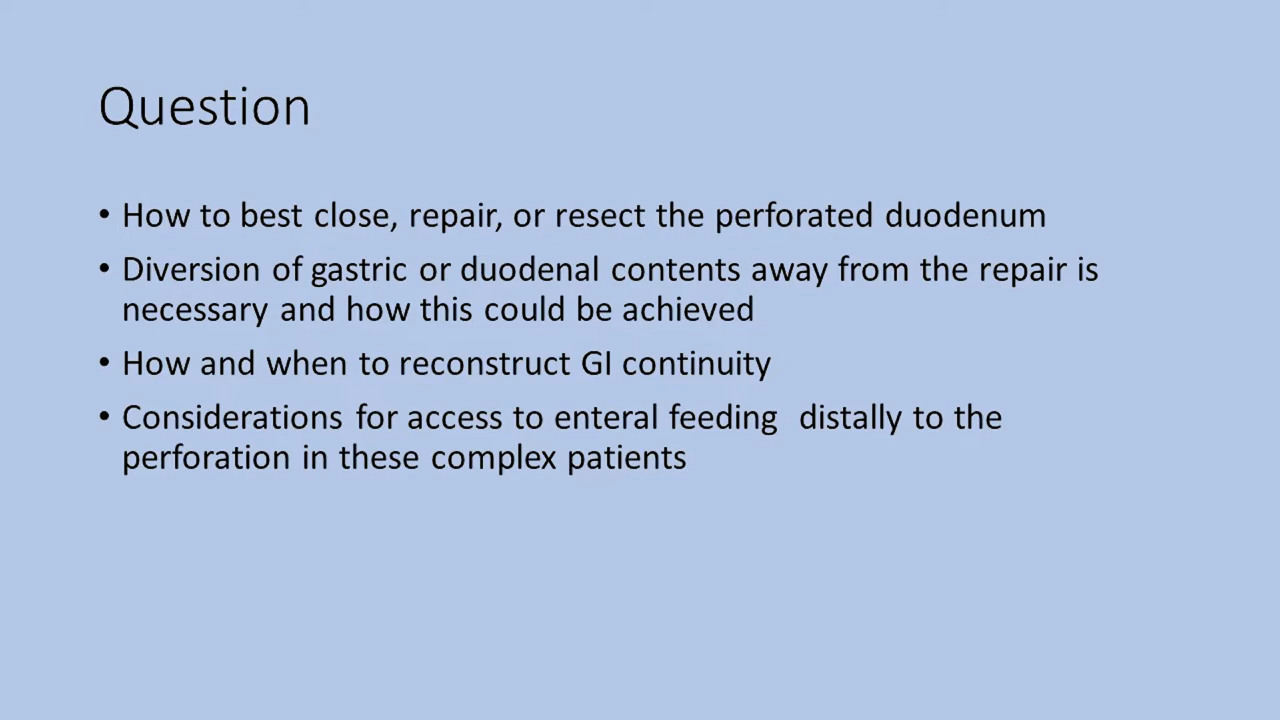 Question
• How to best close, repair, or resect the perforated duodenum
• Diversion of gastric or duodenal contents away from the repair is
necessary and how this could be achieved
• How and when to reconstruct GI continuity
• Considerations for access to enteral feeding  distally to the
perforation in these complex patients